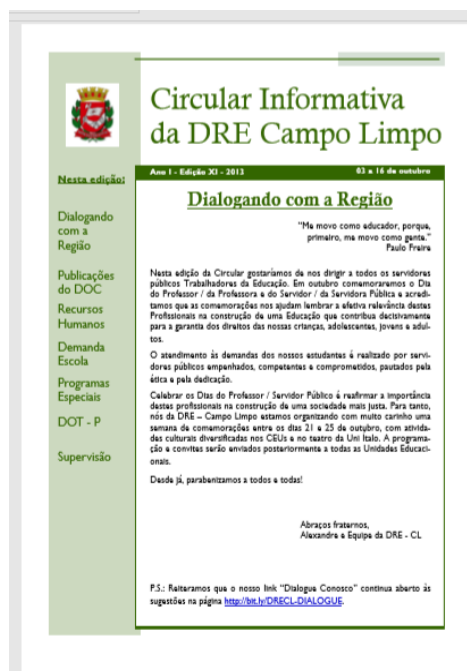 Circular Informativa
da DRE Campo Limpo
Ano I - Edição XI - 2013
03 a 16 de outubro
Nesta edição:
Dialogando
com a
Região
Publicações
do DOC
Recursos
Humanos
Demanda
Escola
Programas
Especiais
DOT - P
Supervisão
Dialogando com a Região
"Me movo como educador, porque,
primeiro, me movo como gente."
Paulo Freire
Nesta edição da Circular gostaríamos de nos dirigir a todos os servidores
públicos Trabalhadores da Educação. Em outubro comemoraremos o Dia
do Professor / da Professora e do Servidor / da Servidora Pública e acredi-
tamos que as comemorações nos ajudam lembrar a efetiva relevância destes
Profissionais na construção de uma Educação que contribua decisivamente
para a garantia dos direitos das nossas crianças, adolescentes, jovens e adul-
tos.
O atendimento às demandas dos nossos estudantes é realizado por servi-
dores públicos empenhados, competentes e comprometidos, pautados pela
ética e pela dedicação.
Celebrar os Dias do Professor / Servidor Público é reafirmar a importância
destes profissionais na construção de uma sociedade mais justa. Para tanto,
nós da DRE – Campo Limpo estamos organizando com muito carinho uma
semana de comemorações entre os dias 21 e 25 de outubro, com ativida-
des culturais diversificadas nos CEUs e no teatro da Uni Italo. A programa-
ção e convites serão enviados posteriormente a todas as Unidades Educaci-
onais.
Desde já, parabenizamos a todos e todas!
Abraços fraternos,
Alexandre e Equipe da DRE - CL
P.S.: Reiteramos que o nosso link "Dialogue Conosco" continua aberto às
sugestões na página http://bit.ly/DRECL-DIALOGUE.